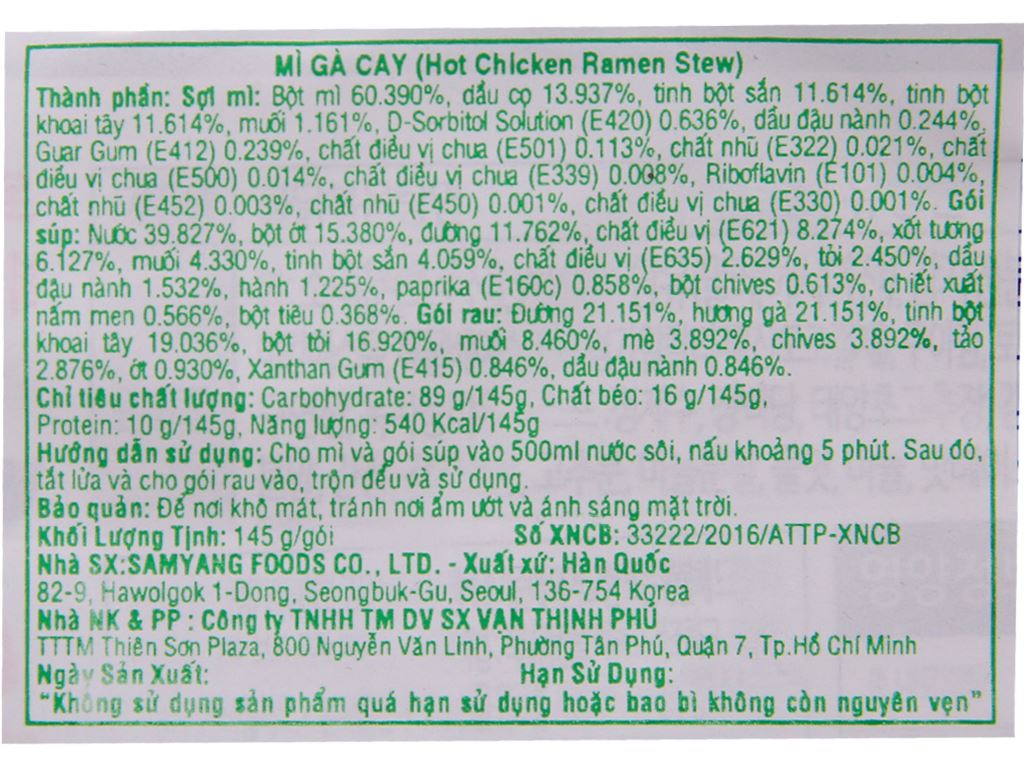 MÌ GÀ CAY (Hot Chicken Ramen Stew)
Thành phần: Sợi mì: Bột mì 60.390%, dầu cọ 13.937%, tinh bột sắn 11.614%, tinh bột
khoai tây 11.614%, muối 1.161%, D-Sorbitol Solution (E420) 0.636%, dầu đậu nành 0.244%,
Guar Gum (E412) 0.239%, chất điều vị chua (E501) 0.113%, chất nhũ (E322) 0.021%, chất
điều vị chua (E500) 0.014%, chất điều vị chua (E339) 0.008%, Riboflavin (E101) 0.004%,
chất nhũ (E452) 0.003%, chất nhũ (E450) 0.001%, chất điều vị chua (E330) 0.001%. Gói
súp: Nước 39.827%, bột ớt 15.380%, đường 11.762%, chất điều vị (E621) 8.274%, xốt tương
6.127%, muối 4.330%, tinh bột sắn 4.059%, chất điều vị (E635) 2.629%, tỏi 2.450%, dầu
đậu nành 1.532%, hành 1.225%, paprika (E160c) 0.858%, bột chives 0.613%, chiết xuất
nấm men 0.566%, bột tiêu 0.368%. Gói rau: Đường 21.151%, hương gà 21.151%, tinh bột
khoai tây 19.036%, bột tỏi 16.920%, muối 8.460%, mè 3.892%, chives 3.892%, tảo
2.876%, ớt 0.930%, Xanthan Gum (E415) 0.846%, dầu đậu nành 0.846%.
Chỉ tiêu chất lượng: Carbohydrate: 89 g/145g, Chất béo: 16 g/145g,
Protein: 10 g/145g, Năng lượng: 540 Kcal/145g
Hướng dẫn sử dụng: Cho mì và gói súp vào 500ml nước sôi, nấu khoảng 5 phút. Sau đó,
tắt lửa và cho gói rau vào, trộn đều và sử dụng.
Bảo quản: Để nơi khô mát, tránh nơi ẩm ướt và ánh sáng mặt trời.
Khối Lượng Tịnh: 145 g/gói Số XNCB: 33222/2016/ATTP-XNCB
Nhà SX:SAMYANG FOODS CO., LTD. - Xuất xứ: Hàn Quốc
82-9, Hawolgok 1-Dong, Seongbuk-Gu, Seoul, 136-754 Korea
Nhà NK & PP : Công ty TNHH TM DV SX VẠN THỊNH PHÚ
TTTM Thiên Sơn Plaza, 800 Nguyễn Văn Linh, Phường Tân Phú, Quận 7, Tp.Hồ Chí Minh
Ngày Sản Xuất: Hạn Sử Dụng:
"Không sử dụng sản phẩm quá hạn sử dụng hoặc bao bì không còn nguyên vẹn"